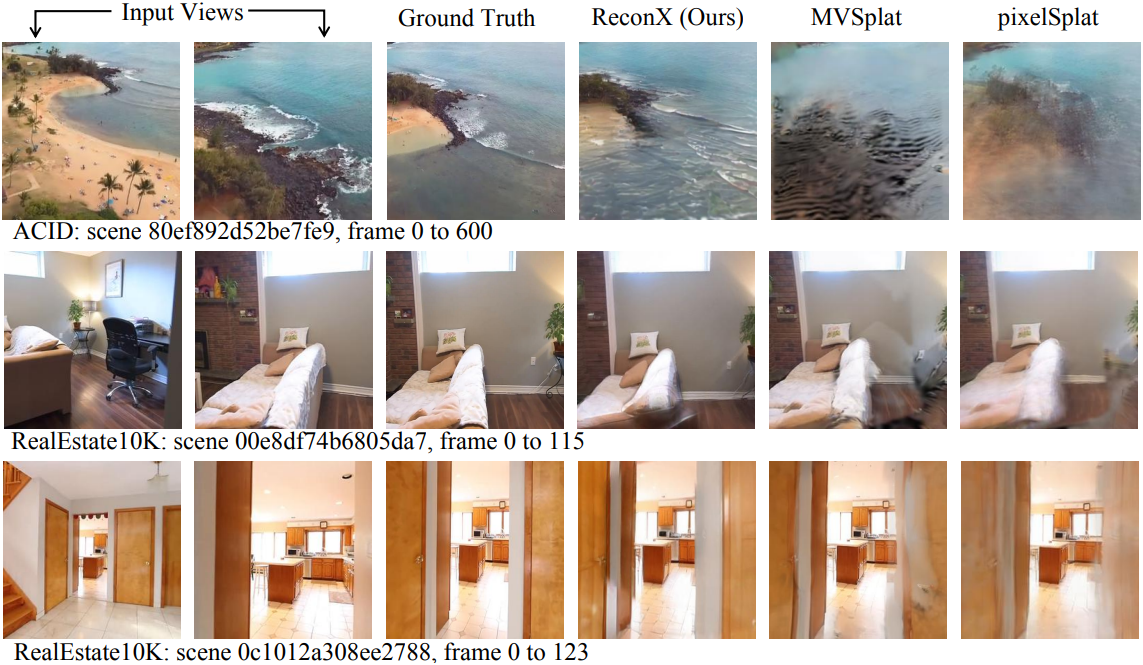 Input Views Ground Truth ReconX (Ours) MVSplat pixelSplat
ACID: scene 80ef892d52be7fe9, frame 0 to 600
RealEstate10K: scene 00e8df74b6805da7, frame 0 to 115
RealEstate10K: scene 0c1012a308ee2788, frame 0 to 123